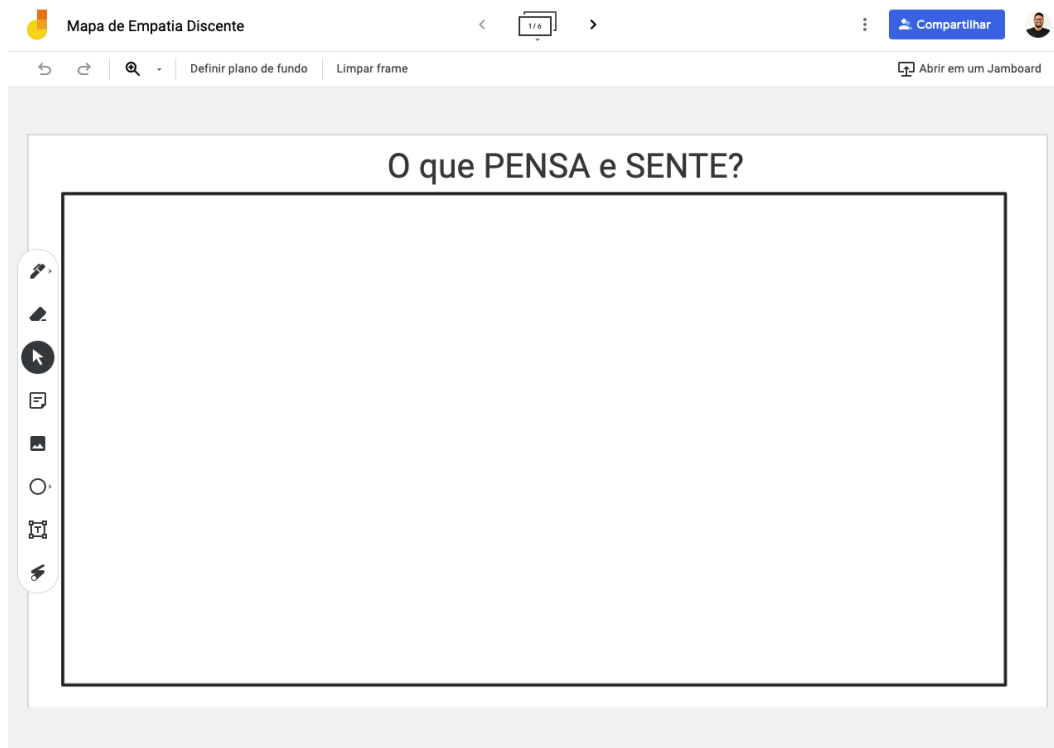 Mapa de Empatia Discente
1/6
Compartilhar
Definir plano de fundo
Limpar frame
Abrir em um Jamboard
O que PENSA e SENTE?
T